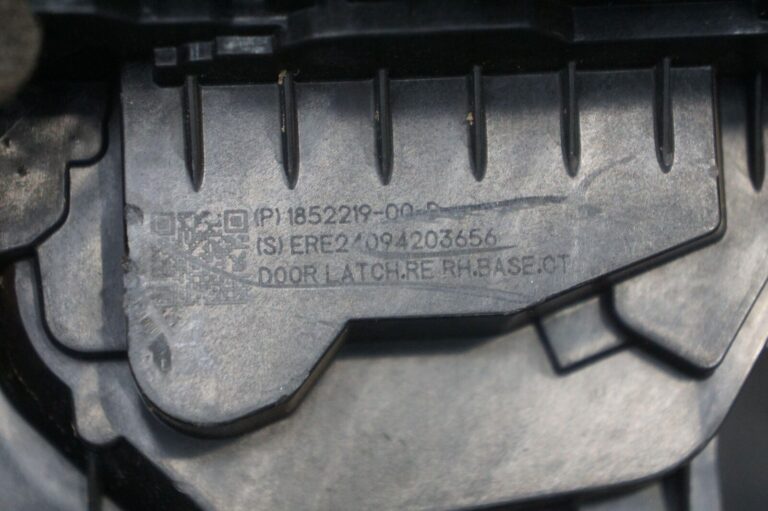 (P) 1852219-00-
(S) ERE24094203656
DOOR LATCH.RE RH.BASE.CT